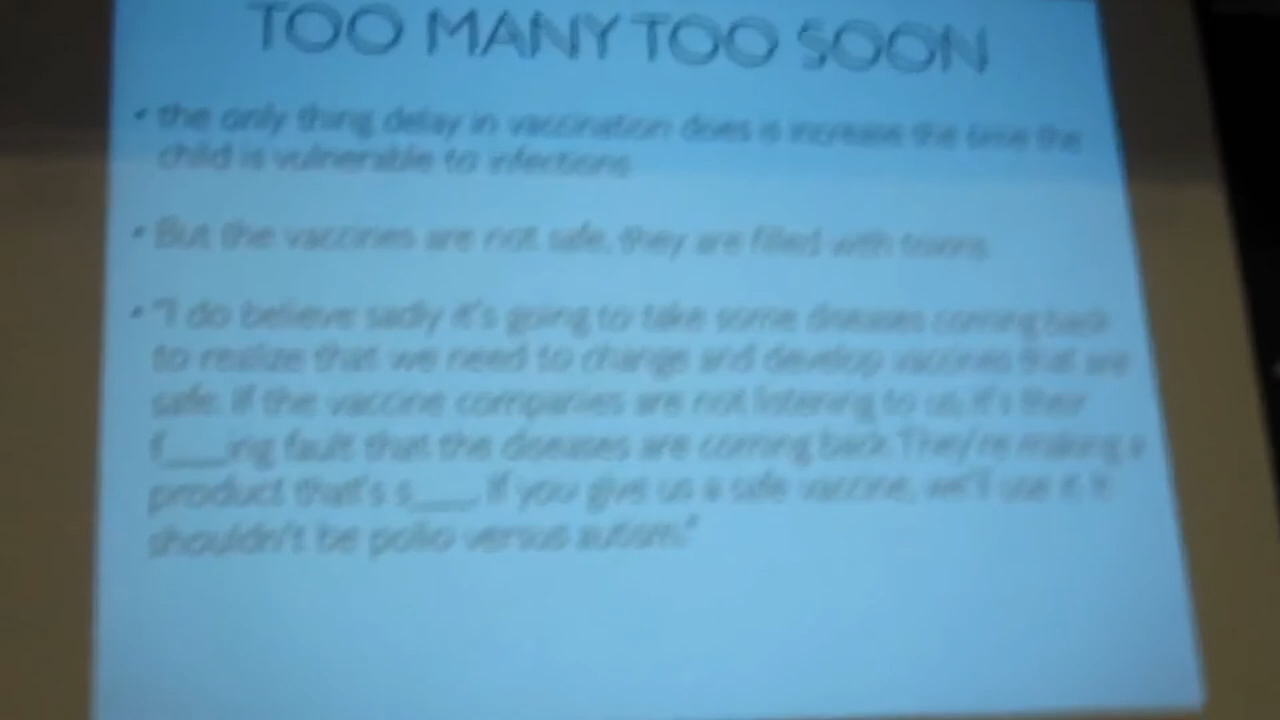 TOO MANY TOO SOON
• the only thing delay in vaccination does is increase the time the
child is vulnerable to infections
• But the vaccines are not safe, they are filled with toxins
• "I do believe sadly it's going to take some diseases coming back
to realize that we need to change and develop vaccines that are
safe. If the vaccine companies are not listening to us, it's their
f___ing fault that the diseases are coming back. They're making a
product that's s____. If you give us a safe vaccine, we'll use it. It
shouldn't be polio versus autism."